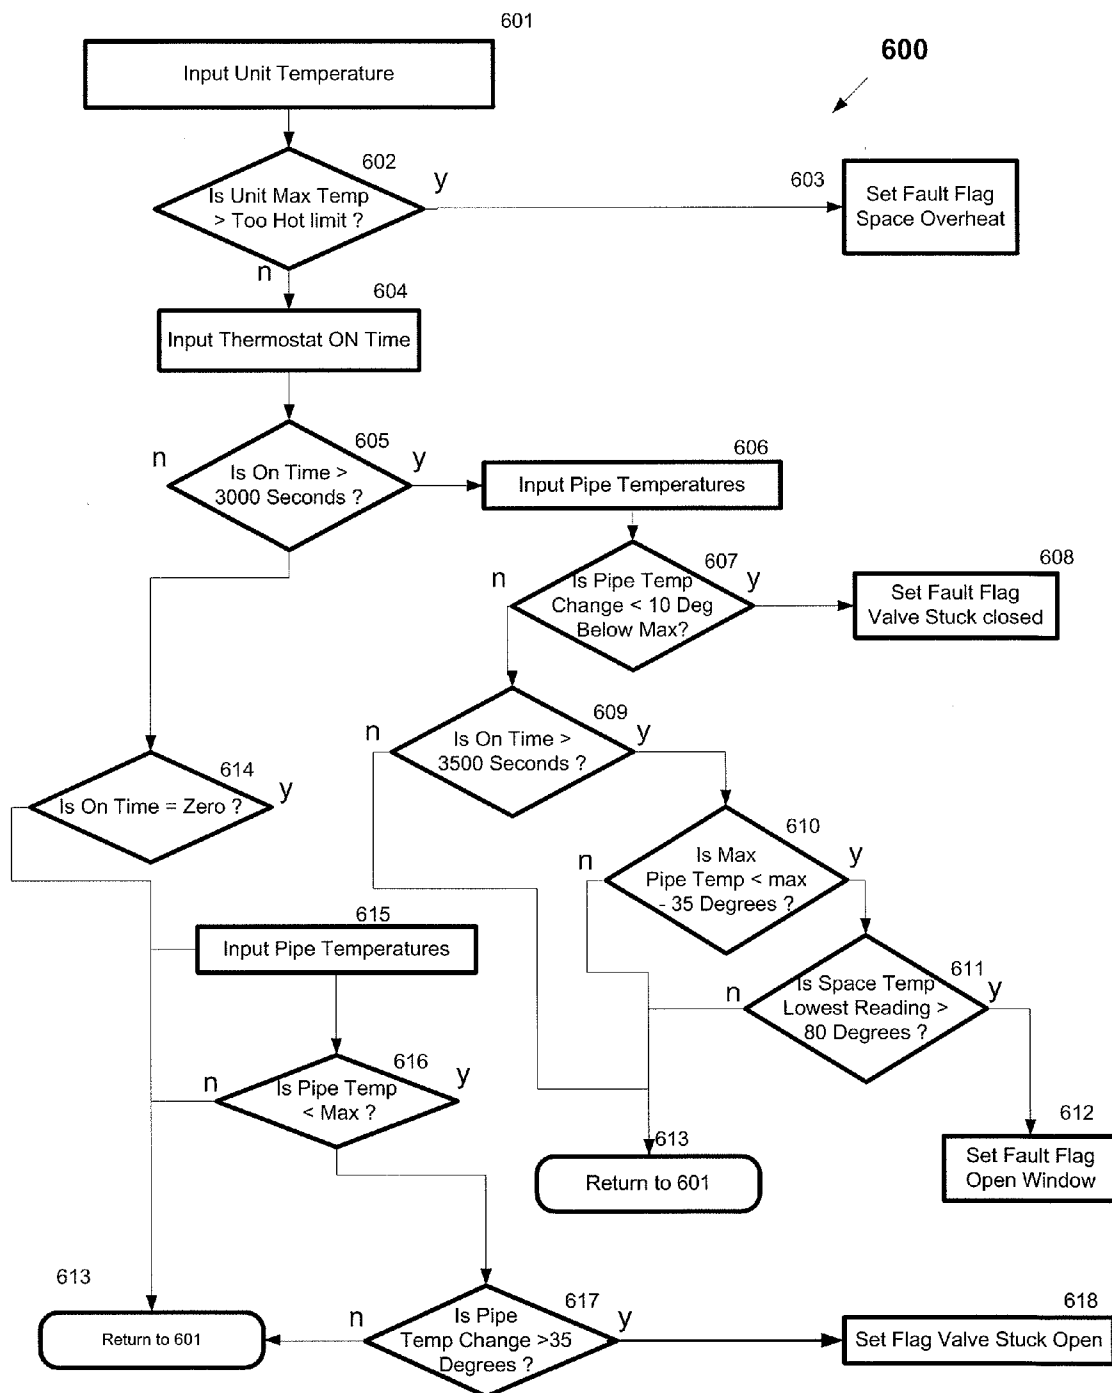 601
600
Input Unit Temperature
602
y
Is Unit Max Temp
> Too Hot limit ?
603
Set Fault Flag
Space Overheat
n
604
Input Thermostat ON Time
n
605
y
Is On Time >
3000 Seconds ?
606
Input Pipe Temperatures
n
607
y
Is Pipe Temp
Change < 10 Deg
Below Max?
608
Set Fault Flag
Valve Stuck closed
n
609
y
Is On Time >
3500 Seconds ?
614
y
Is On Time = Zero ?
n
610
y
Is Max
Pipe Temp < max
- 35 Degrees ?
615
Input Pipe Temperatures
n
611
y
Is Space Temp
Lowest Reading >
80 Degrees ?
n
616
y
Is Pipe Temp
< Max ?
612
Set Fault Flag
Open Window
613
Return to 601
613
Return to 601
n
617
y
Is Pipe
Temp Change >35
Degrees ?
618
Set Flag Valve Stuck Open